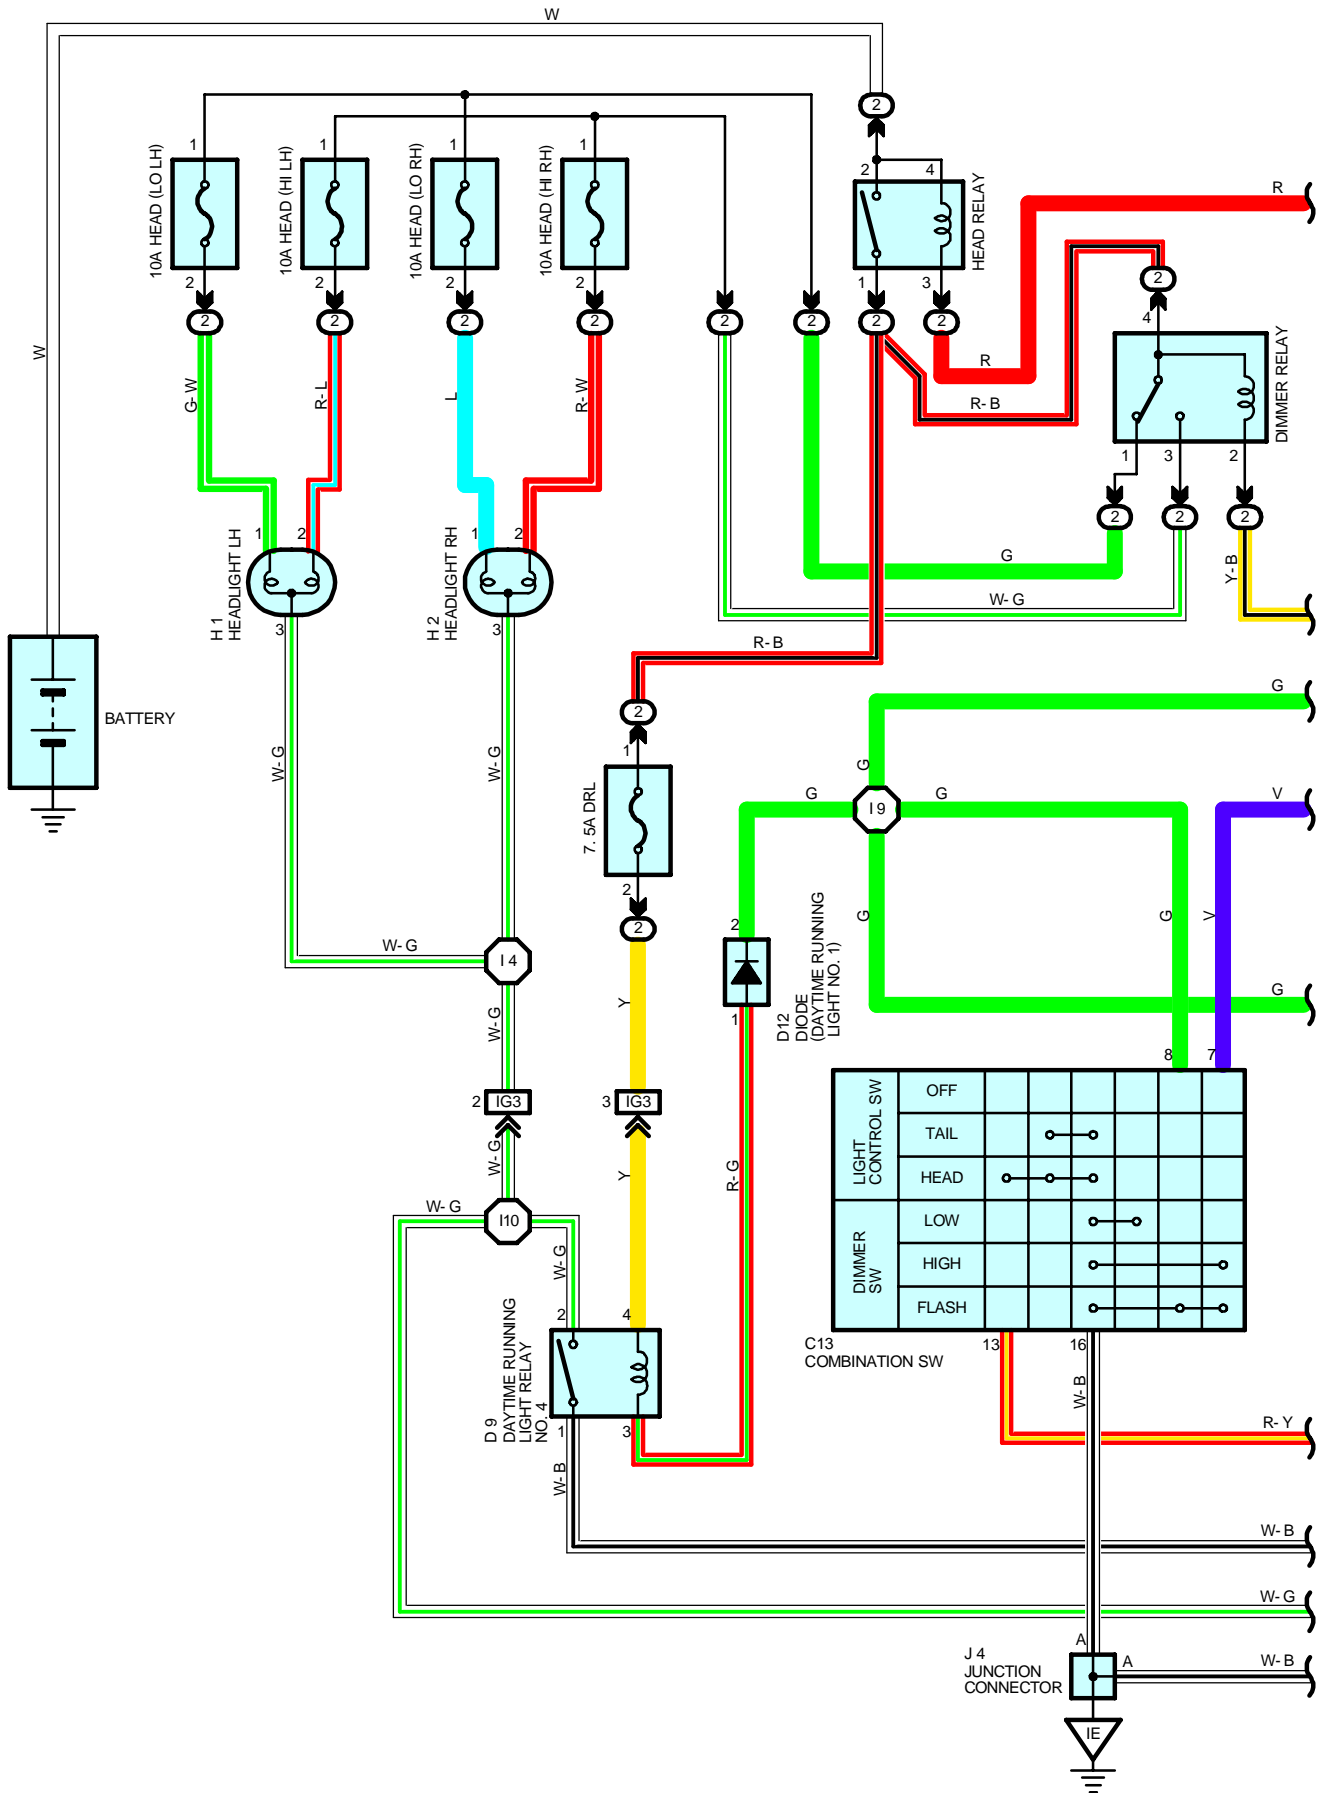 W
W
10A HEAD (LO LH)
1
2
10A HEAD (HI LH)
1
2
10A HEAD (LO RH)
1
2
10A HEAD (HI RH)
1
2
2
2 4
HEAD RELAY
1 3
R
2
2
2
2
2
2
2
2
R
R-B
2
4
DIMMER RELAY
1 3 2
2
2
2
G-W
R-L
L
R-W
1 2
H 1
HEADLIGHT LH
3
1 2
H 2
HEADLIGHT RH
3
G
W-G
Y-B
R-B
BATTERY
2
1
7. 5A DRL
2
2
W-G
W-G
G
G
G
I 9
G
V
G
G
V
G
W-G
I 4
W-G
Y
2
D12
DIODE
(DAYTIME RUNNING
LIGHT NO. 1)
1
2 IG3
3 IG3
W-G
Y
R-G
W-G
I10
W-G
2 4
D 9
DAYTIME RUNNING
LIGHT RELAY
NO. 4
1 3
W-B
8 7
LIGHT
CONTROL SW
OFF
TAIL
HEAD
DIMMER
SW
LOW
HIGH
FLASH
C13
COMBINATION SW
13 16
W-B
R-Y
W-B
W-G
A
J 4
JUNCTION
CONNECTOR
A
W-B
IE